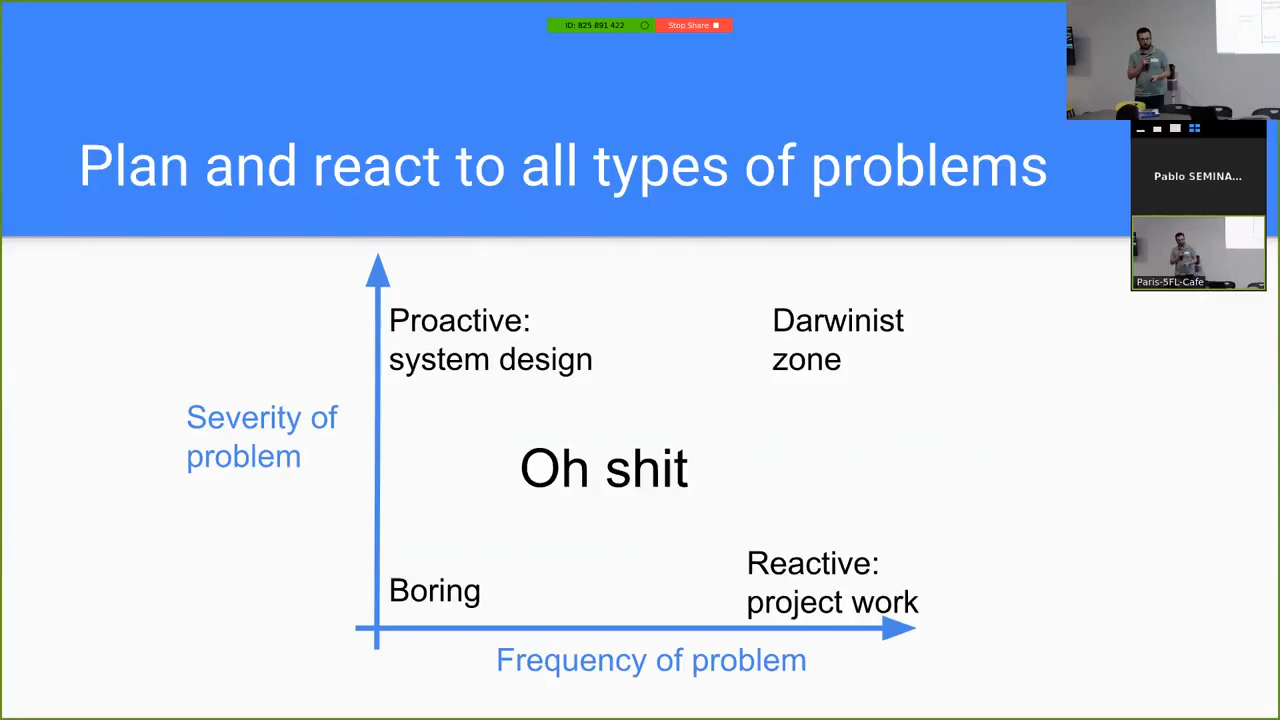 ID: 825 891 422
Stop Share
Plan and react to all types of problems
Pablo SEMINA...
Paris-5FL-Cafe
Proactive:
system design
Darwinist
zone
Severity of
problem
Oh shit
Boring
Reactive:
project work
Frequency of problem